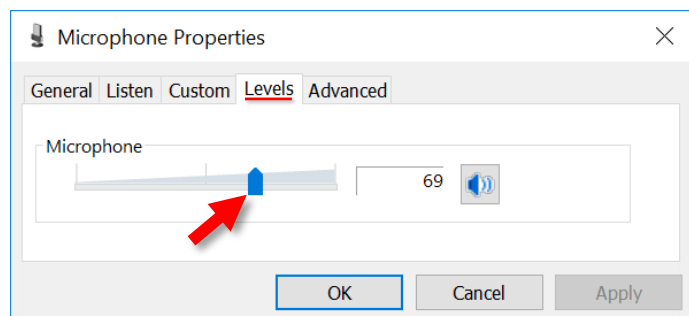 Microphone Properties
General Listen Custom Levels Advanced
Microphone
69
OK Cancel Apply